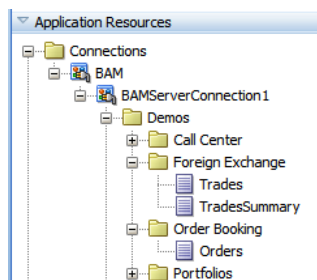 Application Resources
Connections
BAM
BAMServerConnection1
Demos
Call Center
Foreign Exchange
Trades
TradesSummary
Order Booking
Orders
Portfolios